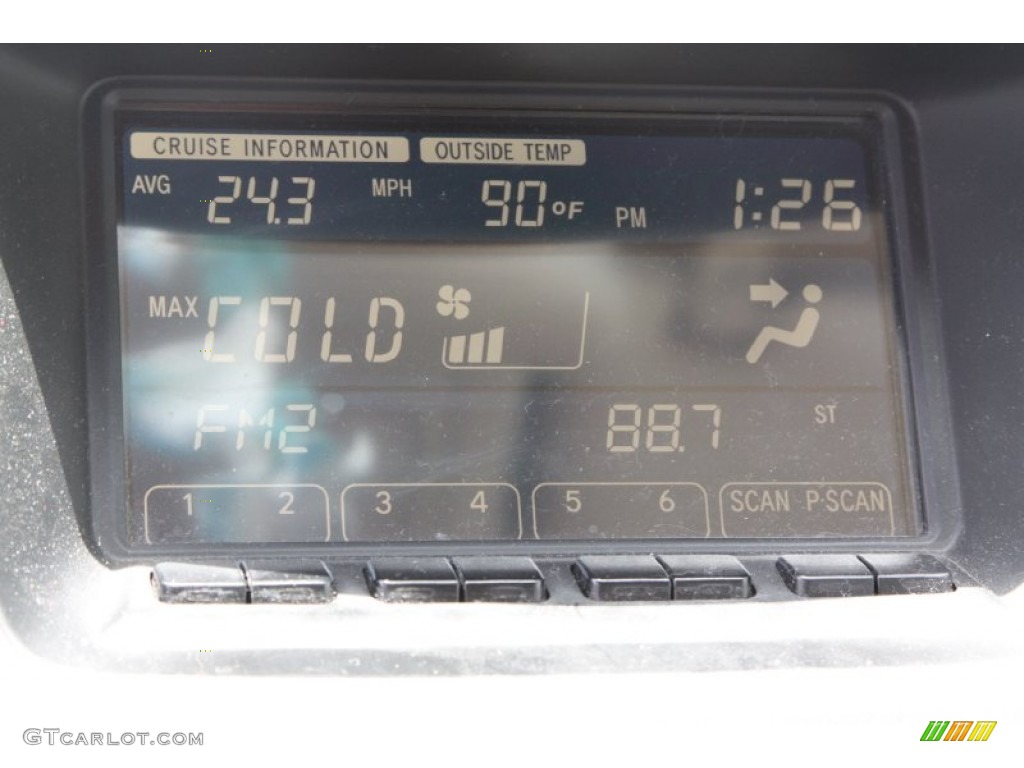 CRUISE INFORMATION OUTSIDE TEMP
AVG 24.3 MPH 90°F PM 1:26
MAX COLD
FM2 88.7 ST
1 2 3 4 5 6 SCAN P·SCAN
GTCARLOT.COM